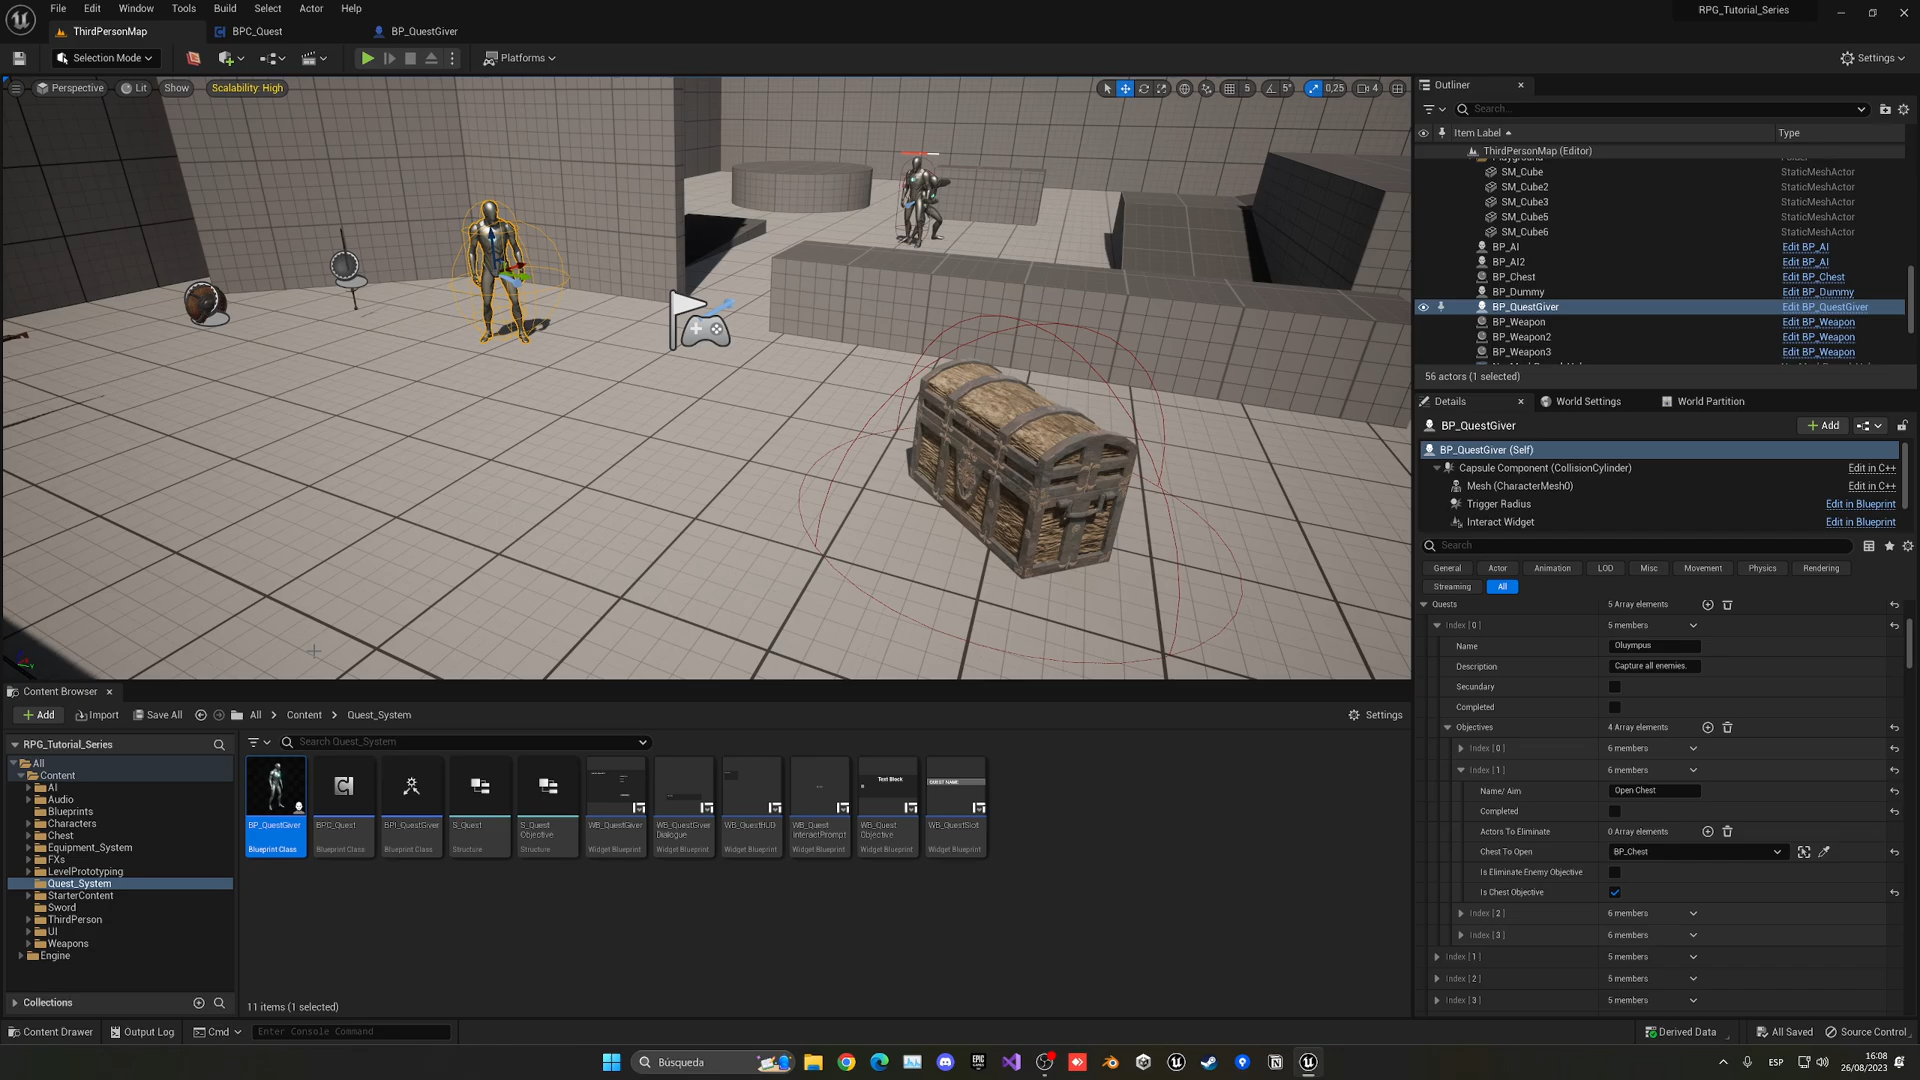 File Edit Window Tools Build Select Actor Help
RPG_Tutorial_Series
ThirdPersonMap
BPC_Quest
BP_QuestGiver
Selection Mode
Platforms
Settings
Perspective
Lit
Show
Scalability: High
5
5°
0,25
4
Outliner
Search...
Item Label
Type
ThirdPersonMap (Editor)
SM_Cube StaticMeshActor
SM_Cube2 StaticMeshActor
SM_Cube3 StaticMeshActor
SM_Cube5 StaticMeshActor
SM_Cube6 StaticMeshActor
BP_AI Edit BP_AI
BP_AI2 Edit BP_AI
BP_Chest Edit BP_Chest
BP_Dummy Edit BP_Dummy
BP_QuestGiver Edit BP_QuestGiver
BP_Weapon Edit BP_Weapon
BP_Weapon2 Edit BP_Weapon
BP_Weapon3 Edit BP_Weapon
56 actors (1 selected)
Details
World Settings
World Partition
BP_QuestGiver
Add
BP_QuestGiver (Self)
Capsule Component (CollisionCylinder) Edit in C++
Mesh (CharacterMesh0) Edit in C++
Trigger Radius Edit in Blueprint
Interact Widget Edit in Blueprint
Search
General Actor Animation LOD Misc Movement Physics Rendering
Streaming All
Quests 5 Array elements
Index [ 0 ] 5 members
Name Oluympus
Description Capture all enemies.
Secundary
Completed
Objectives 4 Array elements
Index [ 0 ] 6 members
Index [ 1 ] 6 members
Name/ Aim Open Chest
Completed
Actors To Eliminate 0 Array elements
Chest To Open BP_Chest
Is Eliminate Enemy Objective
Is Chest Objective
Index [ 2 ] 6 members
Index [ 3 ] 6 members
Index [ 1 ] 5 members
Index [ 2 ] 5 members
Index [ 3 ] 5 members
Content Browser
Add
Import
Save All
All
Content
Quest_System
Settings
RPG_Tutorial_Series
Search Quest_System
All
Content
AI
Audio
Blueprints
Characters
Chest
Equipment_System
FXs
LevelPrototyping
Quest_System
StarterContent
Sword
ThirdPerson
UI
Weapons
Engine
Collections
Text Block
QUEST NAME
BP_QuestGiver
Blueprint Class
BPC_Quest
Blueprint Class
BPI_QuestGiver
Blueprint Class
S_Quest
Structure
S_Quest
Objective
Structure
WB_QuestGiver
Widget Blueprint
WB_QuestGiver
Dialogue
Widget Blueprint
WB_QuestHUD
Widget Blueprint
WB_Quest
InteractPrompt
Widget Blueprint
WB_Quest
Objective
Widget Blueprint
WB_QuestSlot
Widget Blueprint
11 items (1 selected)
Content Drawer
Output Log
Cmd
Enter Console Command
Derived Data
All Saved
Source Control
Búsqueda
EPIC
GAMES
ESP
16:08
26/08/2023